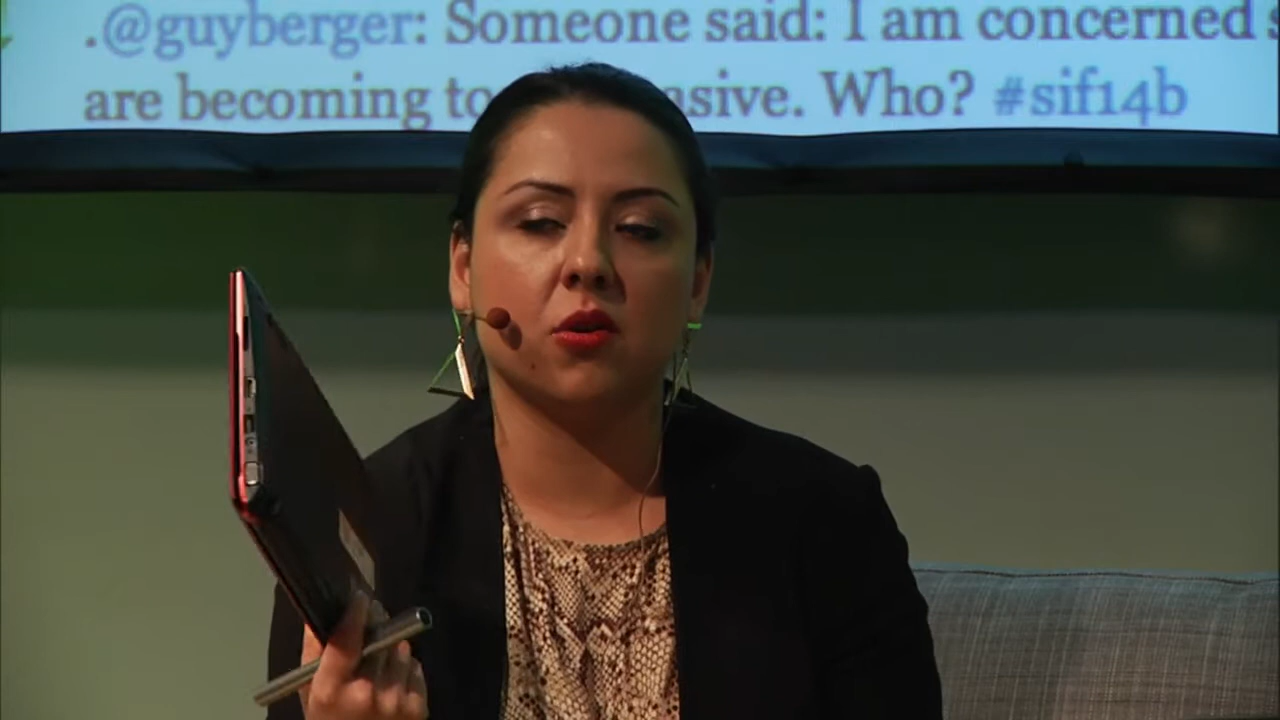 .@guyberger: Someone said: I am concerned
are becoming Who? #sif14b